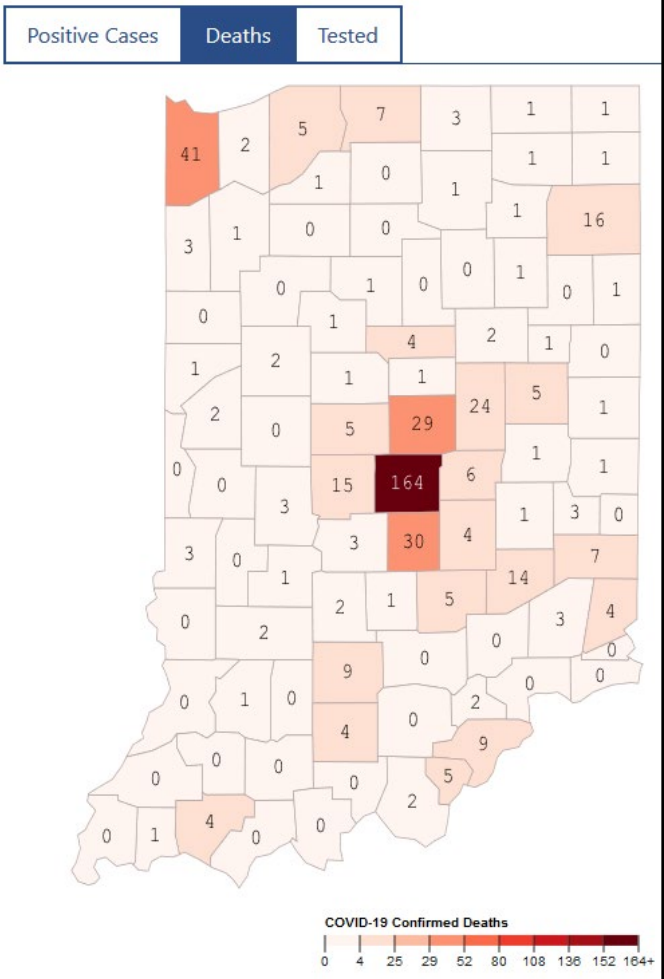 Positive Cases Deaths Tested
1 1
7
3
5
2
41
1 1
0
1
1
1
16
3 1 0 0
0 0 1
0 1 0 1
0
1
4 2 1 0
1 2
1 1
24 5 1
2
0 5 29
1
0 0 15 164 6 1
3
1 3 0
3 0 3 30 4
7
1 14
2 1 5
0 2 3 4
0 0
9 0
0 0
0 1 0 2
4 0
9
0 0 0
0 5
2
4
0 1 0 0
COVID-19 Confirmed Deaths
0 4 25 29 52 80 108 136 152 164+